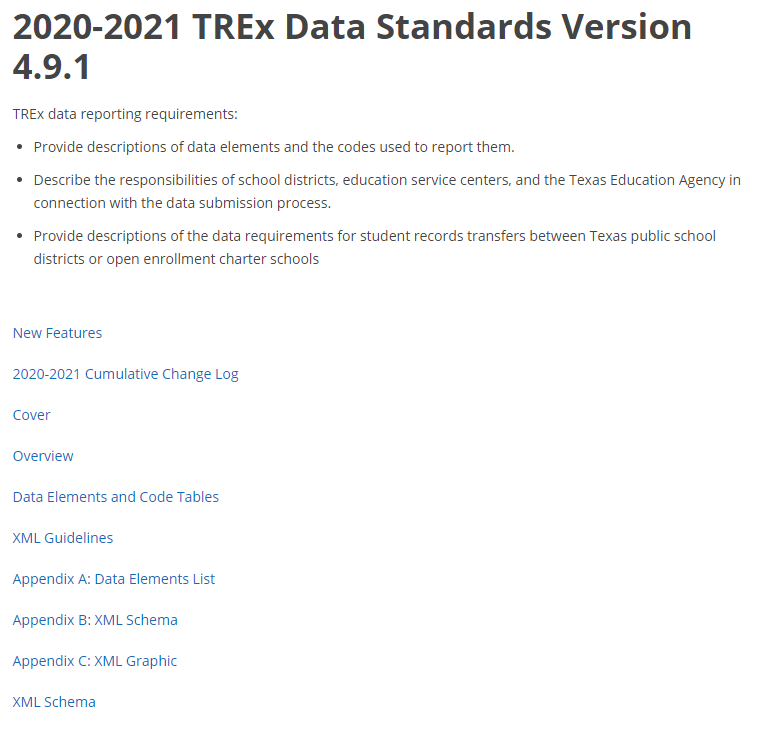 2020-2021 TREx Data Standards Version
4.9.1
TREx data reporting requirements:
• Provide descriptions of data elements and the codes used to report them.
• Describe the responsibilities of school districts, education service centers, and the Texas Education Agency in
connection with the data submission process.
• Provide descriptions of the data requirements for student records transfers between Texas public school
districts or open enrollment charter schools
New Features
2020-2021 Cumulative Change Log
Cover
Overview
Data Elements and Code Tables
XML Guidelines
Appendix A: Data Elements List
Appendix B: XML Schema
Appendix C: XML Graphic
XML Schema